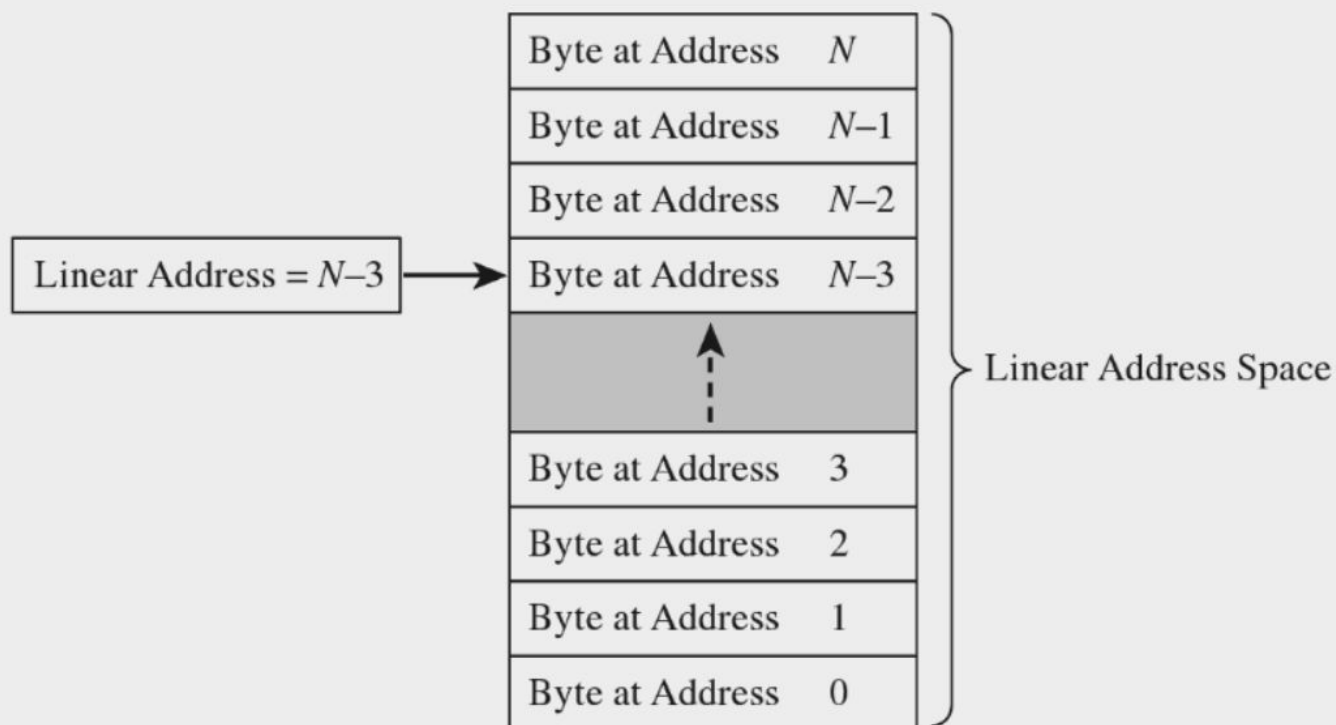 Byte at Address N
Byte at Address N–1
Byte at Address N–2
Linear Address = N–3
Byte at Address N–3
Linear Address Space
Byte at Address 3
Byte at Address 2
Byte at Address 1
Byte at Address 0